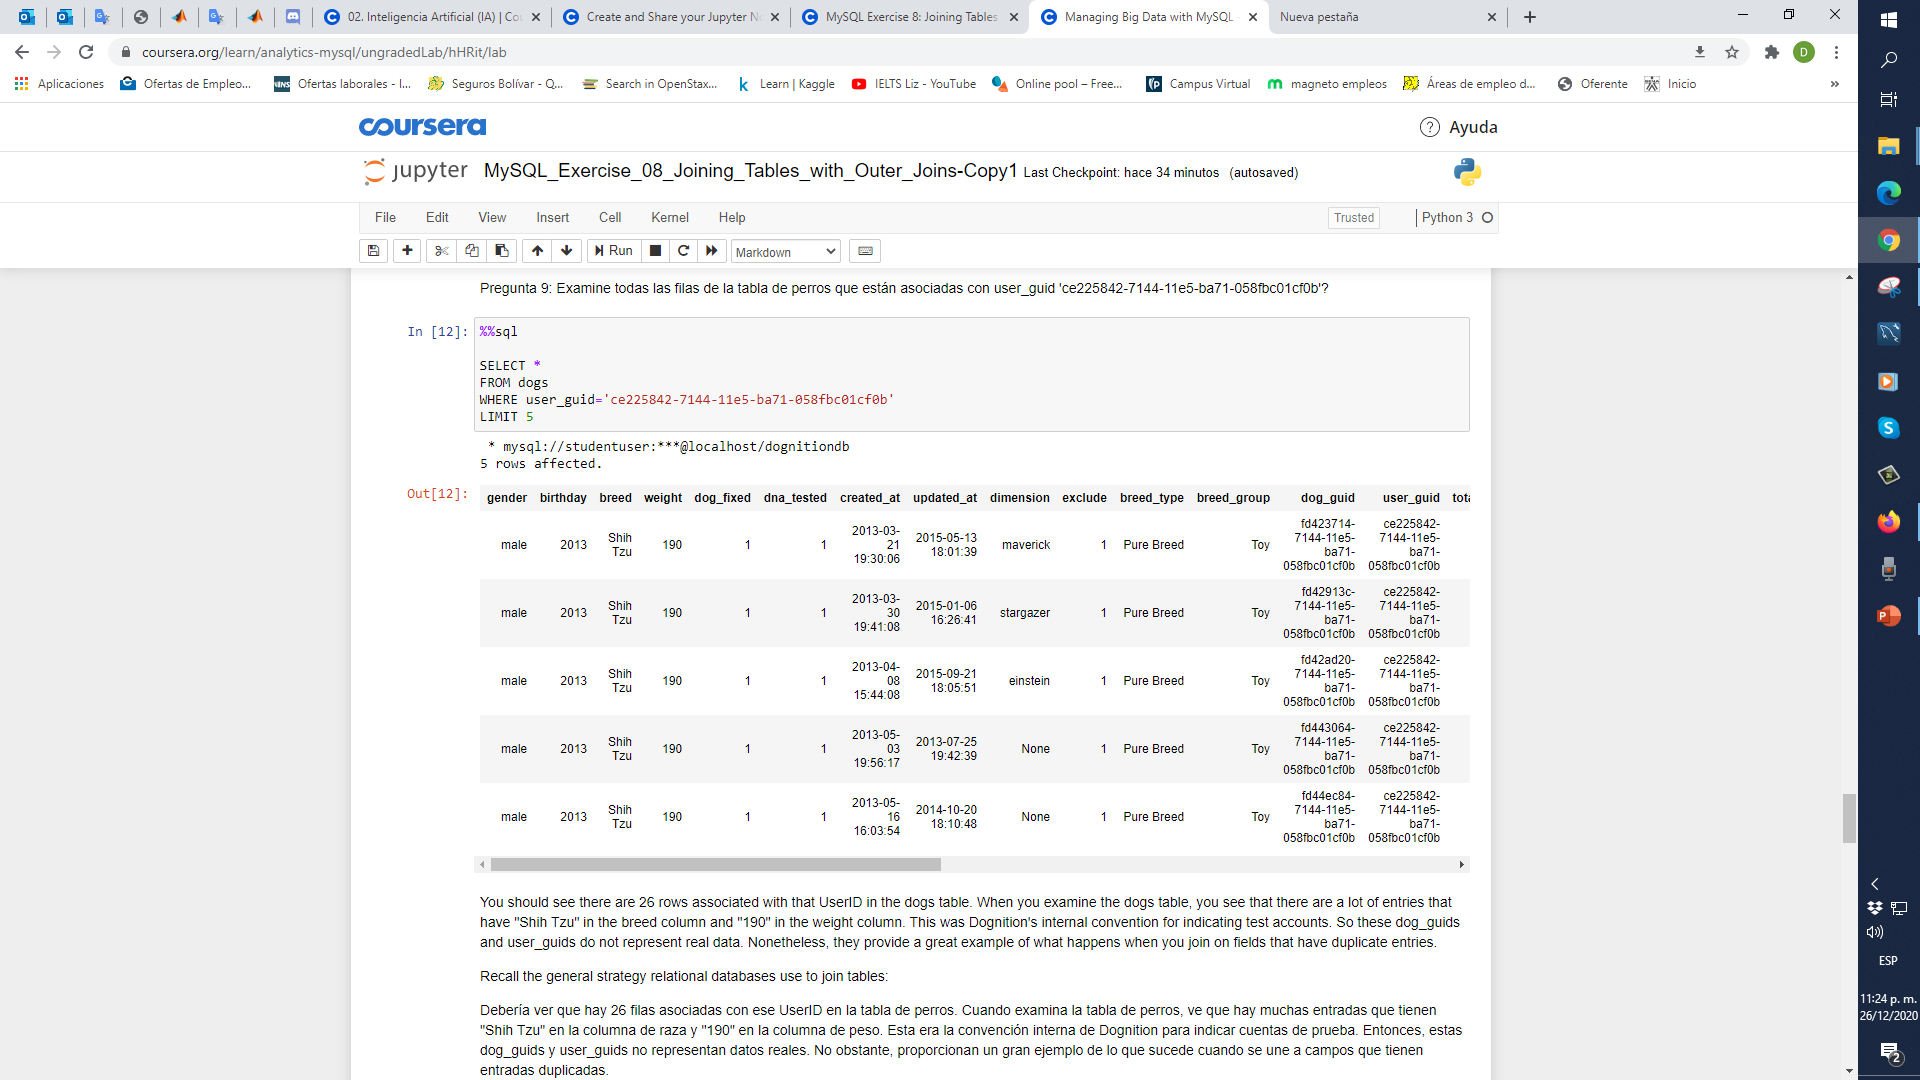 02. Inteligencia Artificial (IA) | Co
Create and Share your Jupyter N
MySQL Exercise 8: Joining Tables
Managing Big Data with MySQL
Nueva pestaña
coursera.org/learn/analytics-mysql/ungradedLab/hHRit/lab
D
Aplicaciones
Ofertas de Empleo...
Ofertas laborales - I...
Seguros Bolívar - Q...
Search in OpenStax...
Learn | Kaggle
IELTS Liz - YouTube
Online pool – Free...
Campus Virtual
magneto empleos
Áreas de empleo d...
Oferente
Inicio
»
coursera
Ayuda
jupyter MySQL_Exercise_08_Joining_Tables_with_Outer_Joins-Copy1 Last Checkpoint: hace 34 minutos (autosaved)
File Edit View Insert Cell Kernel Help
Trusted
Python 3
Run
Markdown
Pregunta 9: Examine todas las filas de la tabla de perros que están asociadas con user_guid 'ce225842-7144-11e5-ba71-058fbc01cf0b'?
In [12]: %%sql
SELECT *
FROM dogs
WHERE user_guid='ce225842-7144-11e5-ba71-058fbc01cf0b'
LIMIT 5
* mysql://studentuser:***@localhost/dognitiondb
5 rows affected.
Out[12]: gender birthday breed weight dog_fixed dna_tested created_at updated_at dimension exclude breed_type breed_group dog_guid user_guid tota
male 2013 Shih Tzu 190 1 1 2013-03-21 19:30:06 2015-05-13 18:01:39 maverick 1 Pure Breed Toy fd423714-7144-11e5-ba71-058fbc01cf0b ce225842-7144-11e5-ba71-058fbc01cf0b
male 2013 Shih Tzu 190 1 1 2013-03-30 19:41:08 2015-01-06 16:26:41 stargazer 1 Pure Breed Toy fd42913c-7144-11e5-ba71-058fbc01cf0b ce225842-7144-11e5-ba71-058fbc01cf0b
male 2013 Shih Tzu 190 1 1 2013-04-08 15:44:08 2015-09-21 18:05:51 einstein 1 Pure Breed Toy fd42ad20-7144-11e5-ba71-058fbc01cf0b ce225842-7144-11e5-ba71-058fbc01cf0b
male 2013 Shih Tzu 190 1 1 2013-05-03 19:56:17 2013-07-25 19:42:39 None 1 Pure Breed Toy fd443064-7144-11e5-ba71-058fbc01cf0b ce225842-7144-11e5-ba71-058fbc01cf0b
male 2013 Shih Tzu 190 1 1 2013-05-16 16:03:54 2014-10-20 18:10:48 None 1 Pure Breed Toy fd44ec84-7144-11e5-ba71-058fbc01cf0b ce225842-7144-11e5-ba71-058fbc01cf0b
You should see there are 26 rows associated with that UserID in the dogs table. When you examine the dogs table, you see that there are a lot of entries that
have "Shih Tzu" in the breed column and "190" in the weight column. This was Dognition's internal convention for indicating test accounts. So these dog_guids
and user_guids do not represent real data. Nonetheless, they provide a great example of what happens when you join on fields that have duplicate entries.
Recall the general strategy relational databases use to join tables:
Debería ver que hay 26 filas asociadas con ese UserID en la tabla de perros. Cuando examina la tabla de perros, ve que hay muchas entradas que tienen
"Shih Tzu" en la columna de raza y "190" en la columna de peso. Esta era la convención interna de Dognition para indicar cuentas de prueba. Entonces, estas
dog_guids y user_guids no representan datos reales. No obstante, proporcionan un gran ejemplo de lo que sucede cuando se une a campos que tienen
entradas duplicadas.
ESP
11:24 p. m.
26/12/2020
2